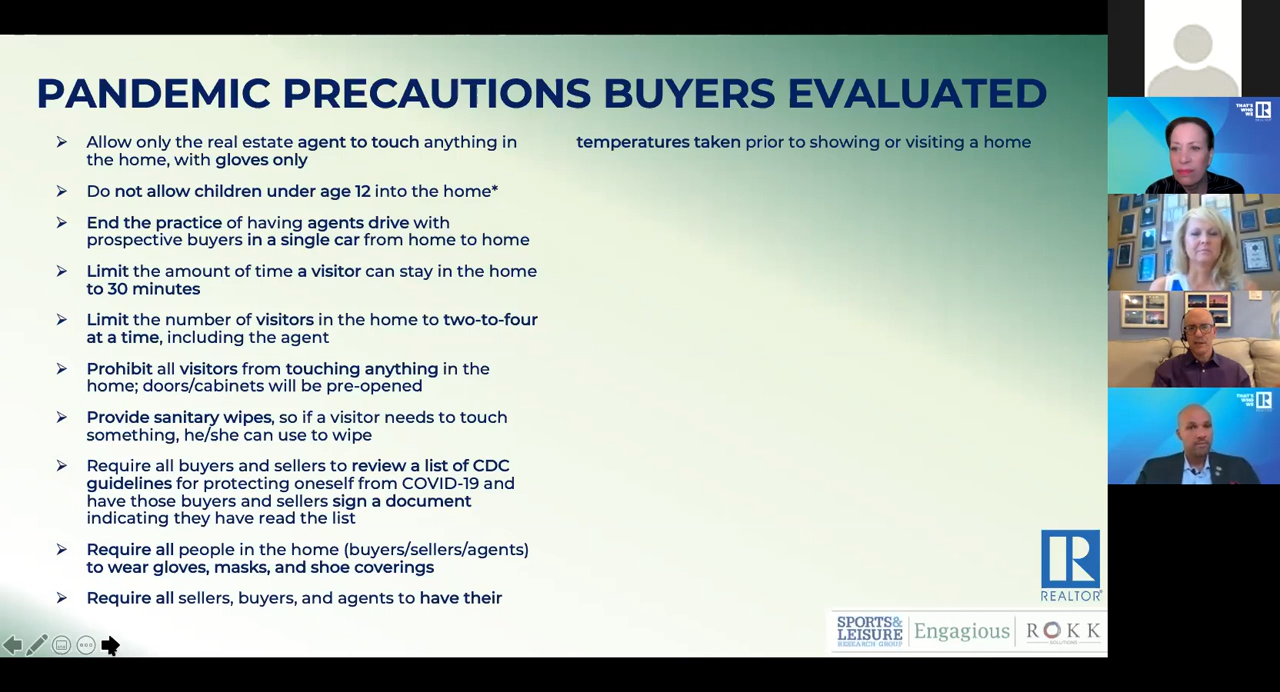 PANDEMIC PRECAUTIONS BUYERS EVALUATED
Allow only the real estate agent to touch anything in
the home, with gloves only
Do not allow children under age 12 into the home*
End the practice of having agents drive with
prospective buyers in a single car from home to home
Limit the amount of time a visitor can stay in the home
to 30 minutes
Limit the number of visitors in the home to two-to-four
at a time, including the agent
Prohibit all visitors from touching anything in the
home; doors/cabinets will be pre-opened
Provide sanitary wipes, so if a visitor needs to touch
something, he/she can use to wipe
Require all buyers and sellers to review a list of CDC
guidelines for protecting oneself from COVID-19 and
have those buyers and sellers sign a document
indicating they have read the list
Require all people in the home (buyers/sellers/agents)
to wear gloves, masks, and shoe coverings
Require all sellers, buyers, and agents to have their
temperatures taken prior to showing or visiting a home
REALTOR®
SPORTS&
LEISURE
RESEARCH GROUP
Engagious
ROKK
SOLUTIONS
THAT'S
WHO
WE
R
THAT'S
WHO
WE
R